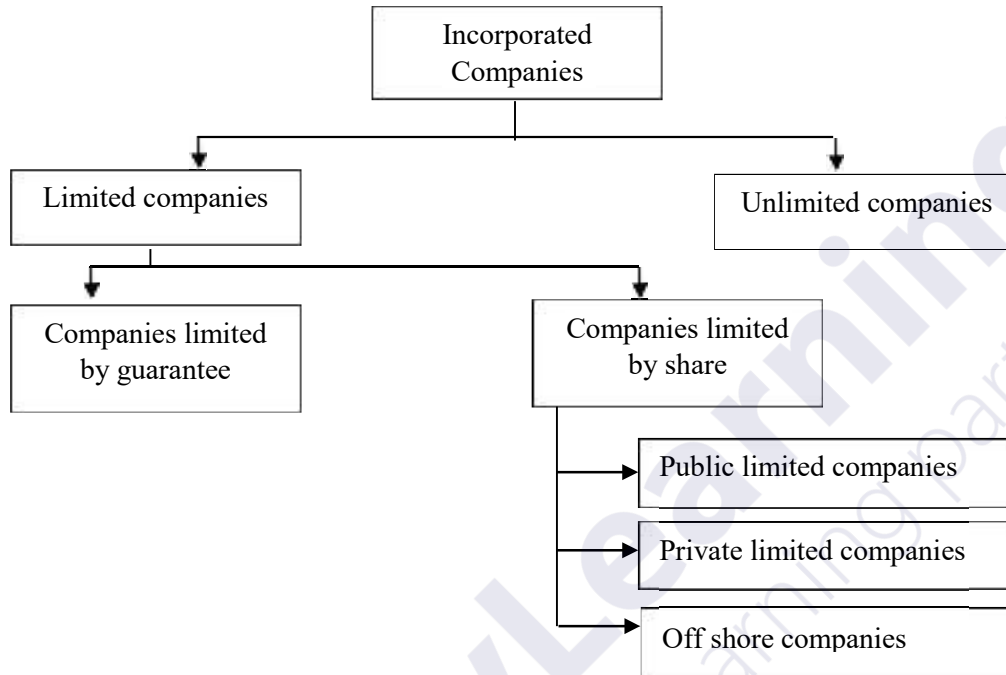 Incorporated
Companies
Limited companies
Unlimited companies
Companies limited
by guarantee
Companies limited
by share
Public limited companies
Private limited companies
Off shore companies